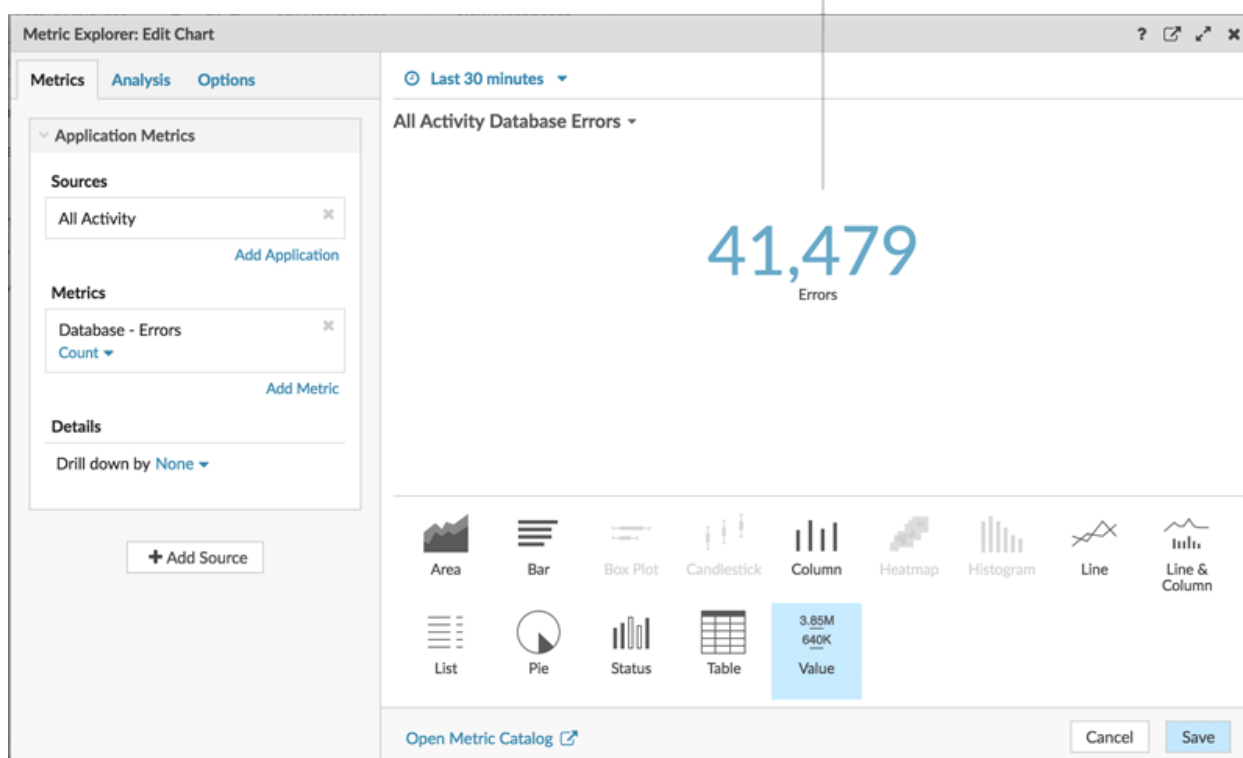 Metric Explorer: Edit Chart
?
Metrics Analysis Options
Application Metrics
Sources
All Activity
Add Application
Metrics
Database - Errors
Count
Add Metric
Details
Drill down by None
+ Add Source
Last 30 minutes
All Activity Database Errors
41,479
Errors
Area
Bar
Box Plot
Candlestick
Column
Heatmap
Histogram
Line
Line &
Column
List
Pie
Status
Table
3.85M
640K
Value
Open Metric Catalog
Cancel
Save